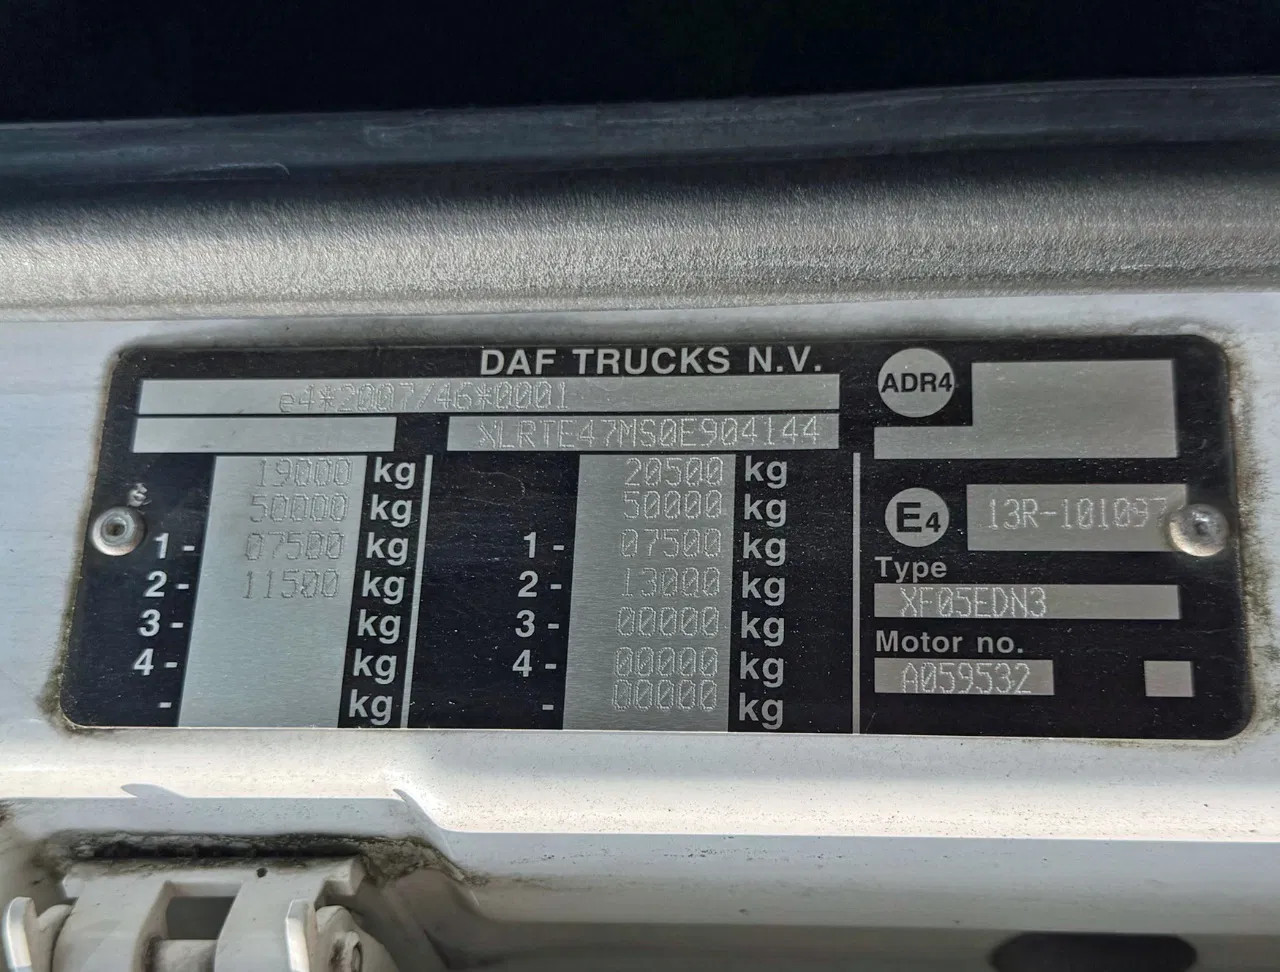 DAF TRUCKS N.V.
e4*2007/46*0001
XLRTE47MS0E904144
19000 kg 20500 kg
50000 kg 50000 kg
1 - 07500 kg 1 - 07500 kg
2 - 11500 kg 2 - 13000 kg
3 - kg 3 - 00000 kg
4 - kg 4 - 00000 kg
- kg - 00000 kg
ADR4
E4 13R-101097
Type
XF05EDN3
Motor no.
A059532